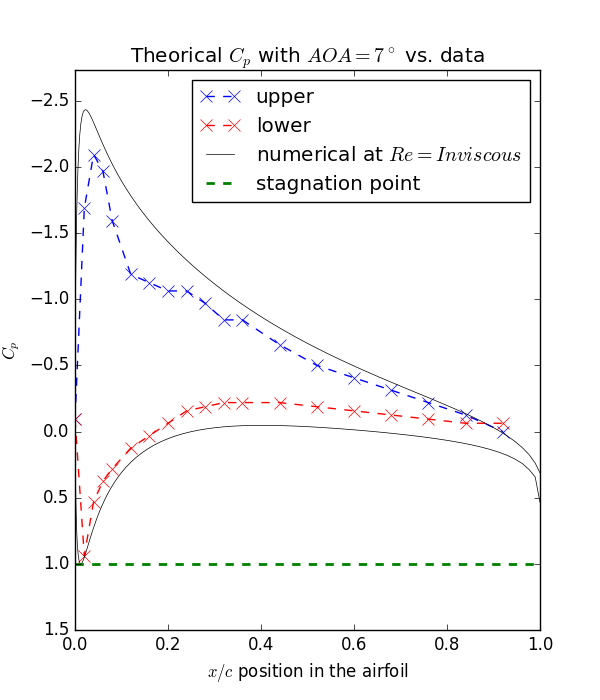 Theorical $C_p$ with $AOA = 7^\circ$ vs. data
upper
lower
numerical at $Re = Inviscous$
stagnation point
−2.5
−2.0
−1.5
−1.0
−0.5
0.0
0.5
1.0
1.5
$C_p$
0.0 0.2 0.4 0.6 0.8 1.0
$x/c$ position in the airfoil